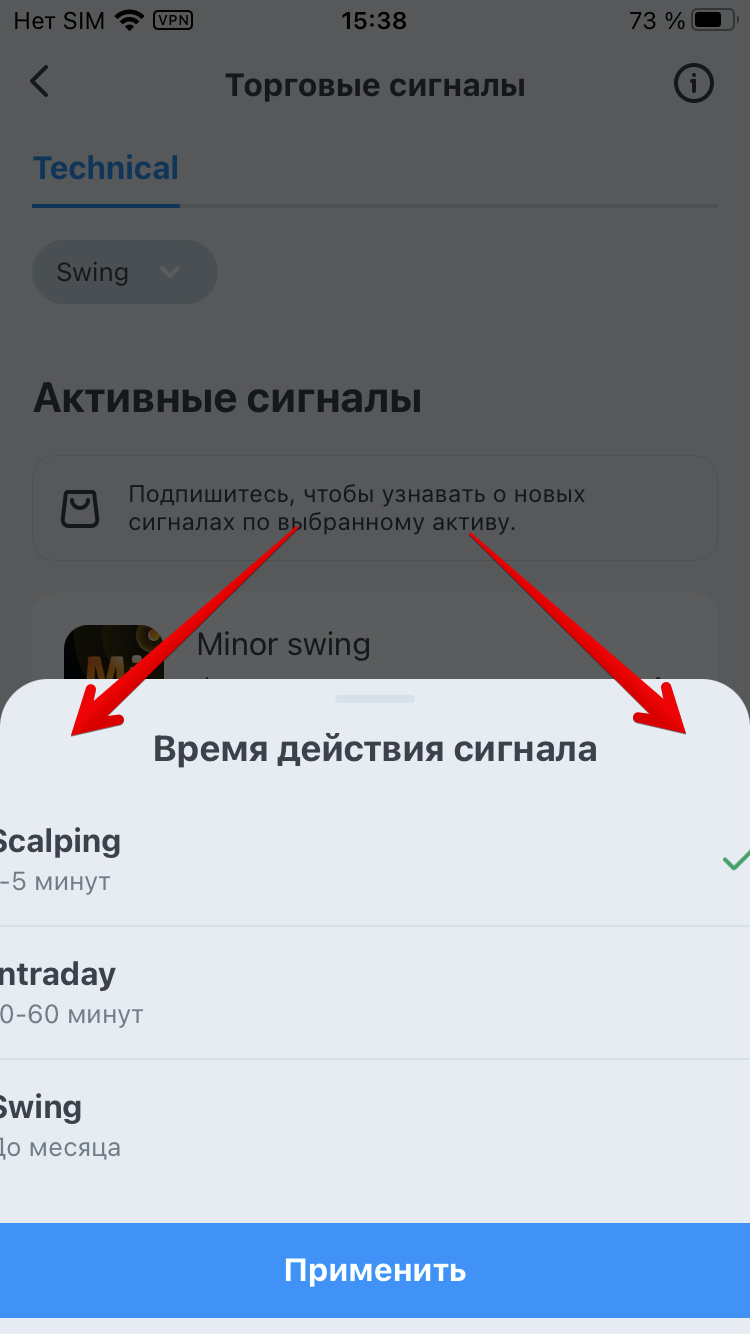 Нет SIM VPN 15:38 73 %
Торговые сигналы
Technical
Swing
Активные сигналы
Подпишитесь, чтобы узнавать о новых
сигналах по выбранному активу.
Minor swing
Mi
Время действия сигнала
Scalping
-5 минут
ntraday
0-60 минут
Swing
До месяца
Применить